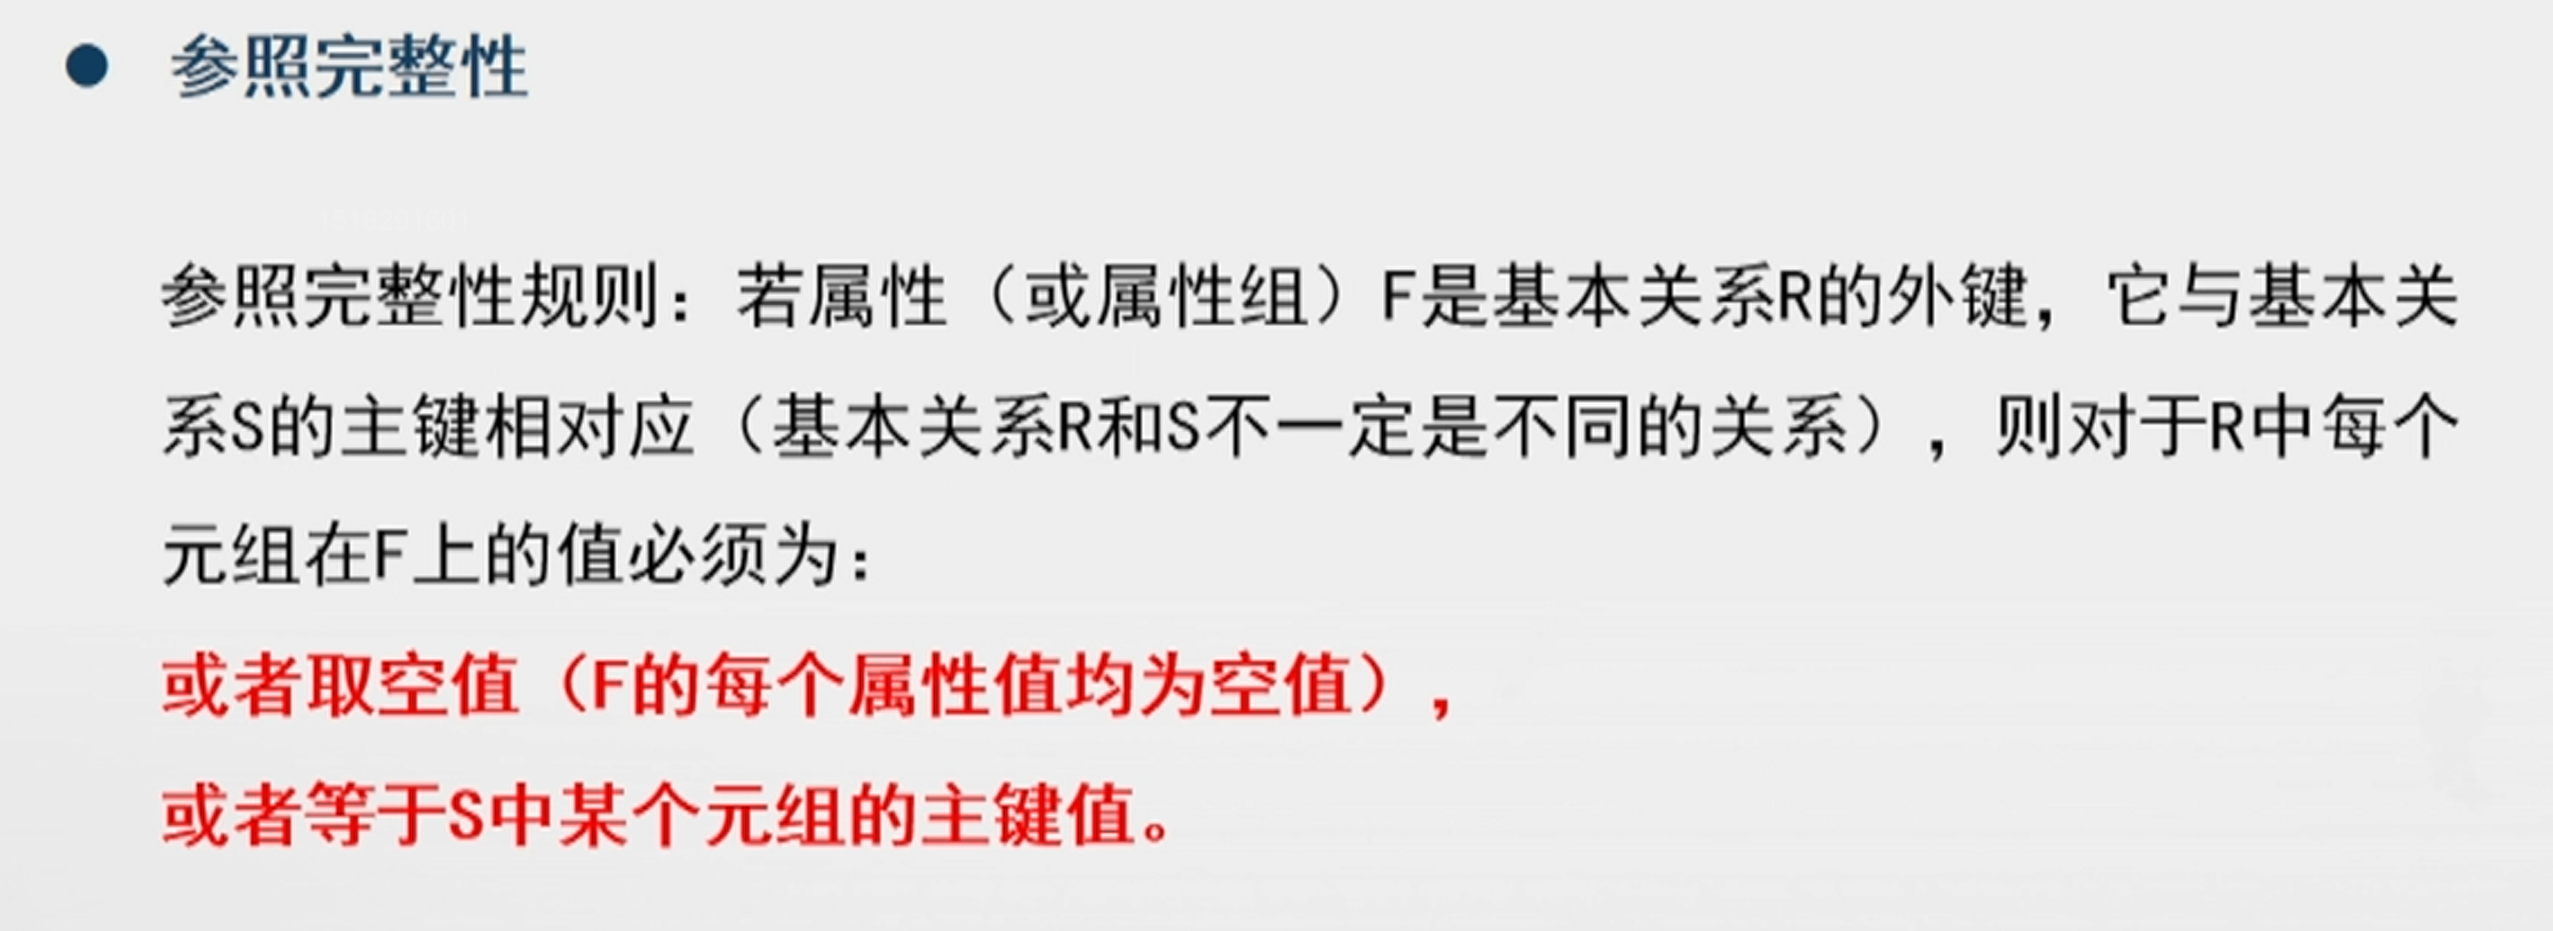 参照完整性
参照完整性规则：若属性（或属性组）F是基本关系R的外键，它与基本关
系S的主键相对应（基本关系R和S不一定是不同的关系），则对于R中每个
元组在F上的值必须为：
或者取空值（F的每个属性值均为空值），
或者等于S中某个元组的主键值。